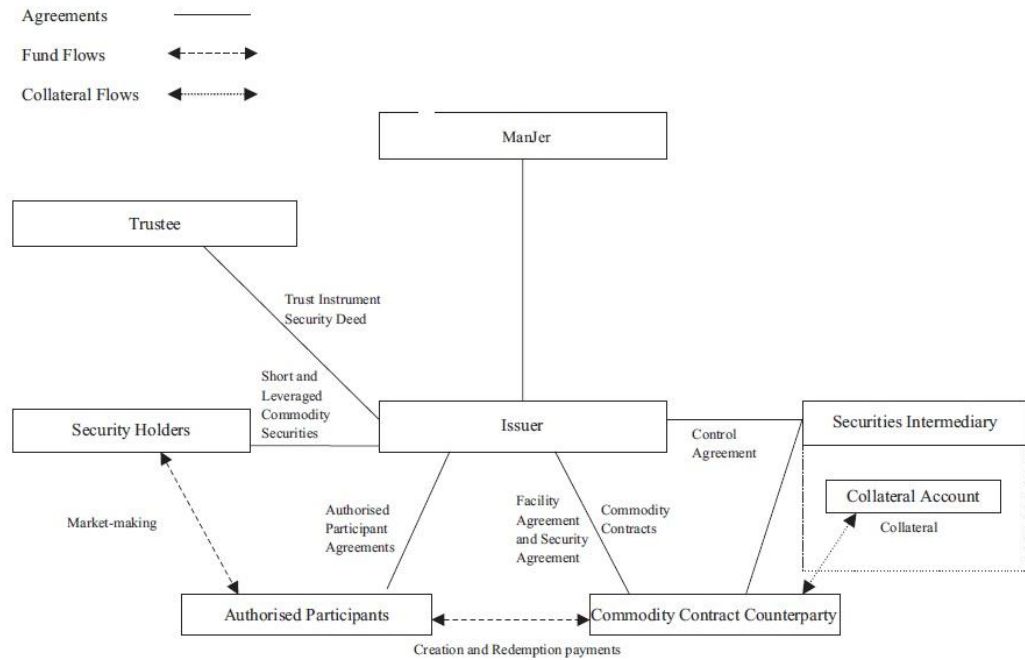 Agreements
Fund Flows
Collateral Flows
ManJer
Trustee
Trust Instrument
Security Deed
Short and
Leveraged
Commodity
Securities
Security Holders
Issuer
Control
Agreement
Securities Intermediary
Collateral Account
Collateral
Market-making
Authorised
Participant
Agreements
Facility
Agreement
and Security
Agreement
Commodity
Contracts
Authorised Participants
Commodity Contract Counterparty
Creation and Redemption payments